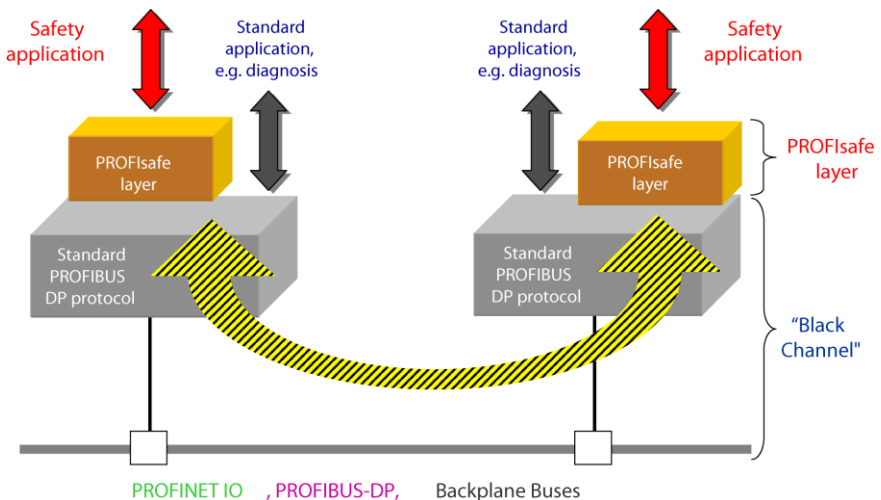 Safety
application
Standard
application,
e.g. diagnosis
Standard
application,
e.g. diagnosis
Safety
application
PROFIsafe
layer
PROFIsafe
layer
PROFIsafe
layer
Standard
PROFIBUS
DP protocol
Standard
PROFIBUS
DP protocol
“Black
Channel"
PROFINET IO , PROFIBUS-DP, Backplane Buses